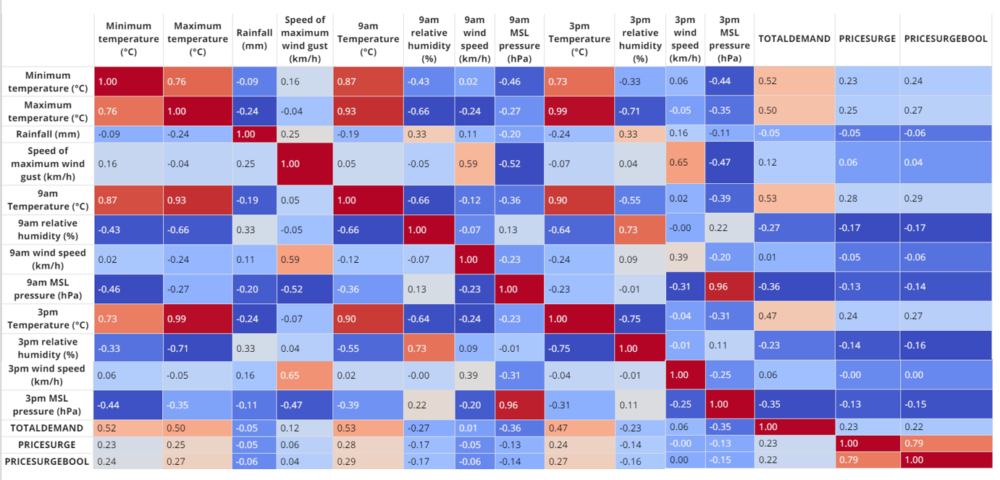 Minimum temperature (°C) Maximum temperature (°C) Rainfall (mm) Speed of maximum wind gust (km/h) 9am Temperature (°C) 9am relative humidity (%) 9am wind speed (km/h) 9am MSL pressure (hPa) 3pm Temperature (°C) 3pm relative humidity (%) 3pm wind speed (km/h) 3pm MSL pressure (hPa) TOTALDEMAND PRICESURGE PRICESURGEBOOL
Minimum temperature (°C) 1.00 0.76 -0.09 0.16 0.87 -0.43 0.02 -0.46 0.73 -0.33 0.06 -0.44 0.52 0.23 0.24
Maximum temperature (°C) 0.76 1.00 -0.24 -0.04 0.93 -0.66 -0.24 -0.27 0.99 -0.71 -0.05 -0.35 0.50 0.25 0.27
Rainfall (mm) -0.09 -0.24 1.00 0.25 -0.19 0.33 0.11 -0.20 -0.24 0.33 0.16 -0.11 -0.05 -0.05 -0.06
Speed of maximum wind gust (km/h) 0.16 -0.04 0.25 1.00 0.05 -0.05 0.59 -0.52 -0.07 0.04 0.65 -0.47 0.12 0.06 0.04
9am Temperature (°C) 0.87 0.93 -0.19 0.05 1.00 -0.66 -0.12 -0.36 0.90 -0.55 0.02 -0.39 0.53 0.28 0.29
9am relative humidity (%) -0.43 -0.66 0.33 -0.05 -0.66 1.00 -0.07 0.13 -0.64 0.73 -0.00 0.22 -0.27 -0.17 -0.17
9am wind speed (km/h) 0.02 -0.24 0.11 0.59 -0.12 -0.07 1.00 -0.23 -0.24 0.09 0.39 -0.20 0.01 -0.05 -0.06
9am MSL pressure (hPa) -0.46 -0.27 -0.20 -0.52 -0.36 0.13 -0.23 1.00 -0.23 -0.01 -0.31 0.96 -0.36 -0.13 -0.14
3pm Temperature (°C) 0.73 0.99 -0.24 -0.07 0.90 -0.64 -0.24 -0.23 1.00 -0.75 -0.04 -0.31 0.47 0.24 0.27
3pm relative humidity (%) -0.33 -0.71 0.33 0.04 -0.55 0.73 0.09 -0.01 -0.75 1.00 -0.01 0.11 -0.23 -0.14 -0.16
3pm wind speed (km/h) 0.06 -0.05 0.16 0.65 0.02 -0.00 0.39 -0.31 -0.04 -0.01 1.00 -0.25 0.06 -0.00 0.00
3pm MSL pressure (hPa) -0.44 -0.35 -0.11 -0.47 -0.39 0.22 -0.20 0.96 -0.31 0.11 -0.25 1.00 -0.35 -0.13 -0.15
TOTALDEMAND 0.52 0.50 -0.05 0.12 0.53 -0.27 0.01 -0.36 0.47 -0.23 0.06 -0.35 1.00 0.23 0.22
PRICESURGE 0.23 0.25 -0.05 0.06 0.28 -0.17 -0.05 -0.13 0.24 -0.14 -0.00 -0.13 0.23 1.00 0.79
PRICESURGEBOOL 0.24 0.27 -0.06 0.04 0.29 -0.17 -0.06 -0.14 0.27 -0.16 0.00 -0.15 0.22 0.79 1.00